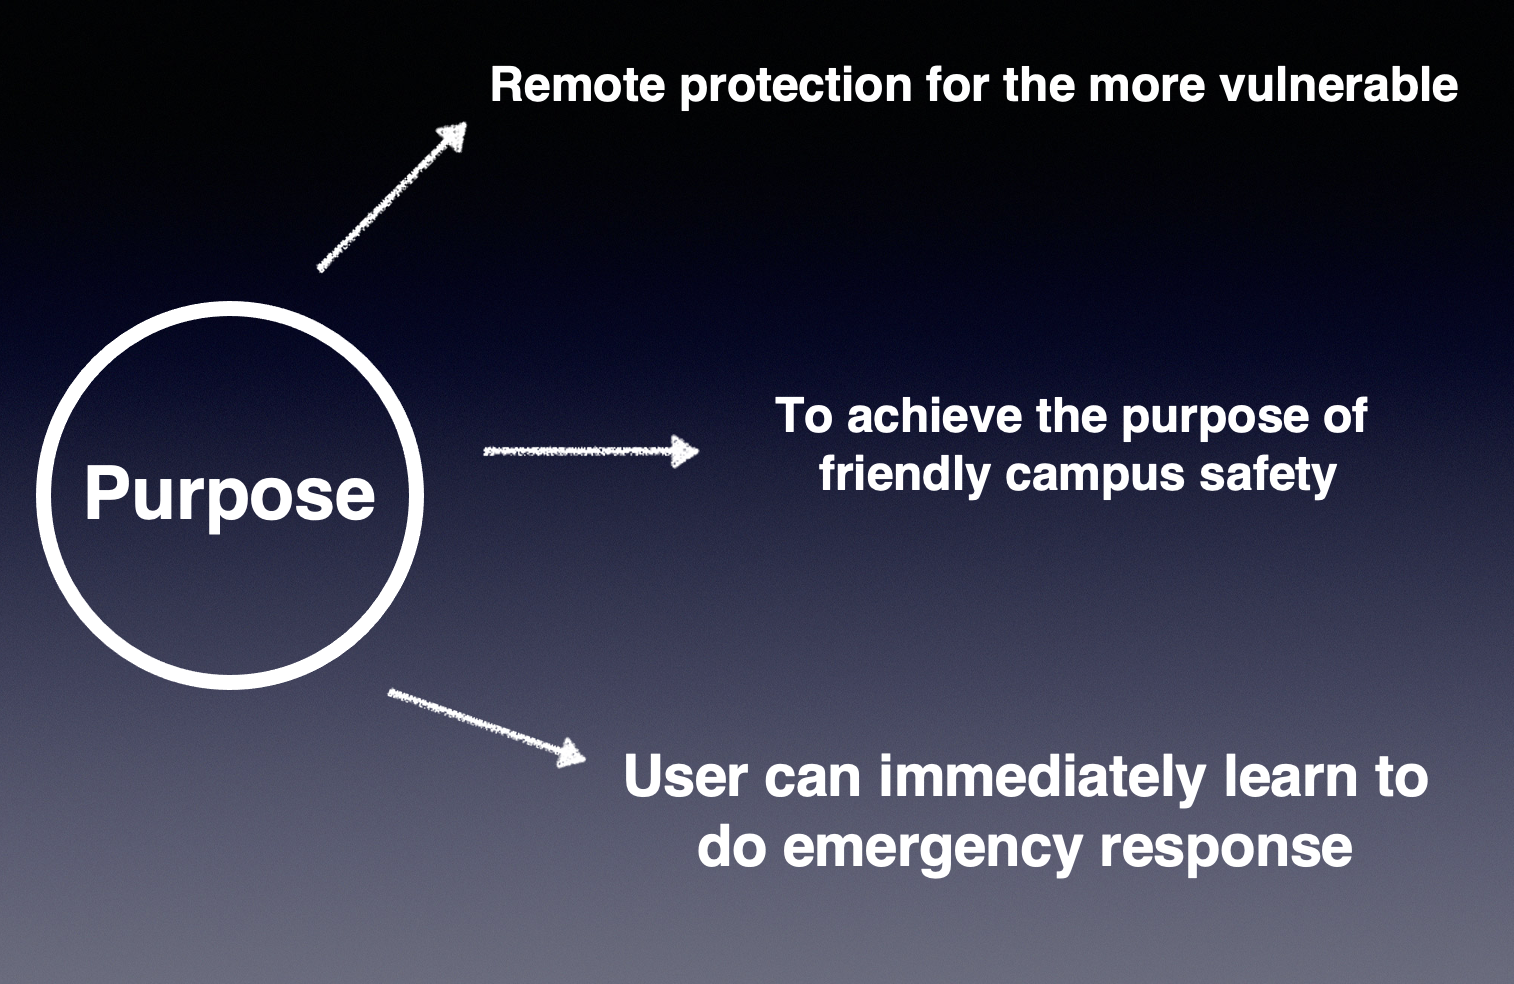 Remote protection for the more vulnerable
Purpose
To achieve the purpose of
friendly campus safety
User can immediately learn to
do emergency response